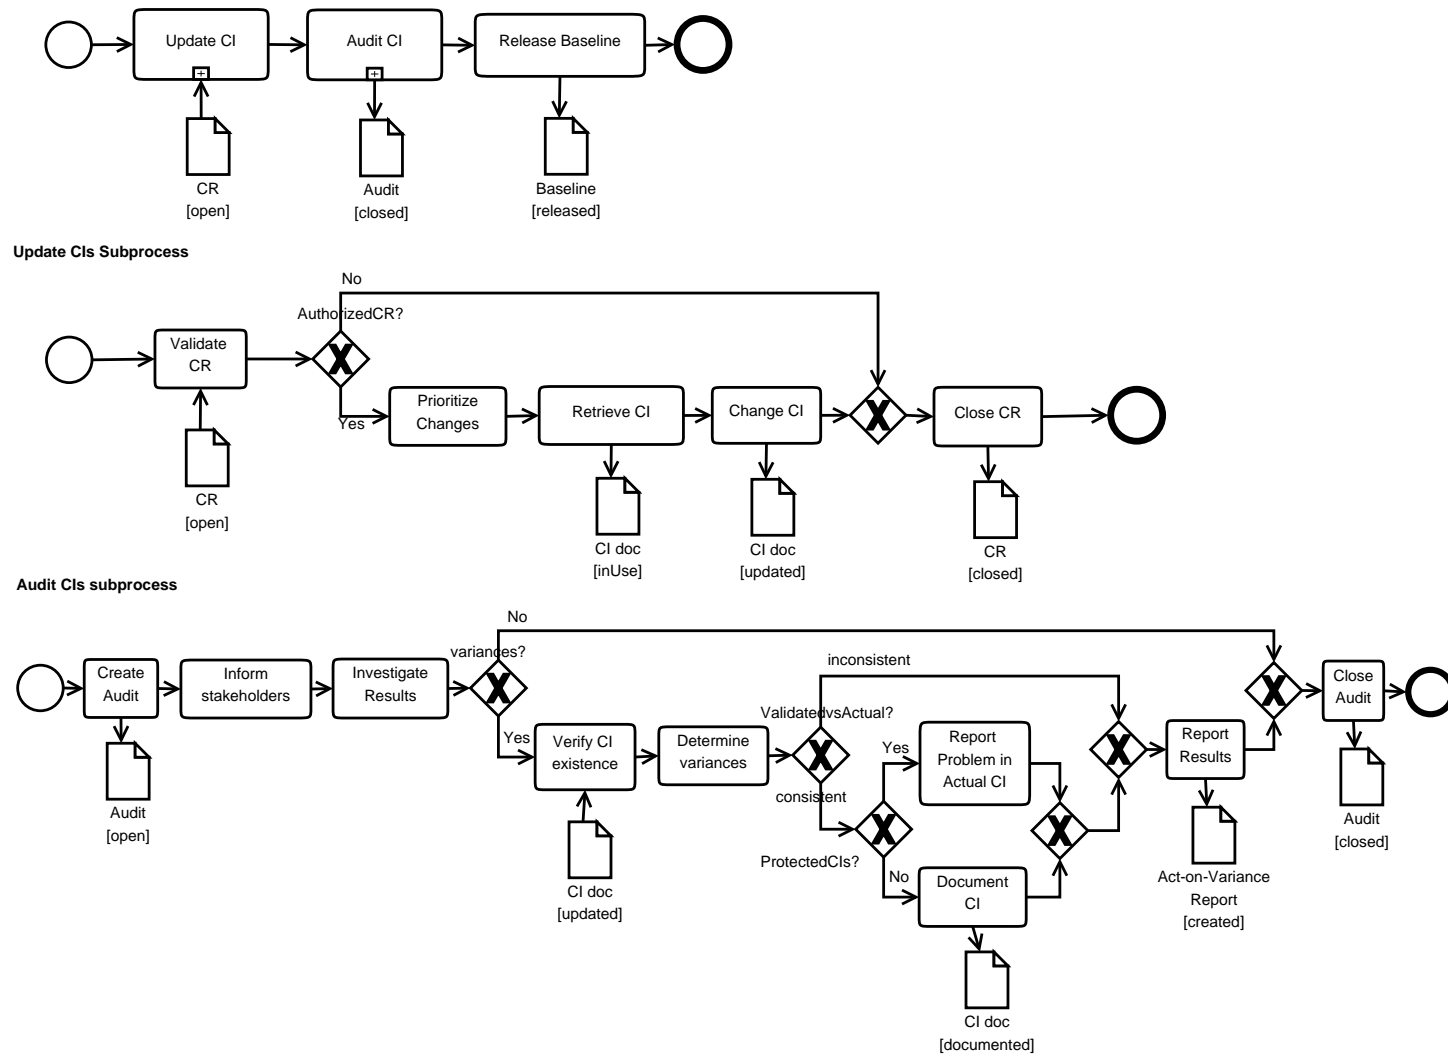 Update CI
Audit CI
Release Baseline
+
+
CR
[open]
Audit
[closed]
Baseline
[released]
Update CIs Subprocess
No
AuthorizedCR?
Validate
CR
X
Yes
Prioritize
Changes
Retrieve CI
Change CI
X
Close CR
CR
[open]
CI doc
[inUse]
CI doc
[updated]
CR
[closed]
Audit CIs subprocess
No
variances?
Create
Audit
Inform
stakeholders
Investigate
Results
X
Yes
Verify CI
existence
Determine
variances
inconsistent
ValidatedvsActual?
X
consistent
Yes
Report
Problem in
Actual CI
X
ProtectedCIs?
No
Document
CI
X
X
Report
Results
X
Close
Audit
Audit
[open]
CI doc
[updated]
CI doc
[documented]
Act-on-Variance
Report
[created]
Audit
[closed]